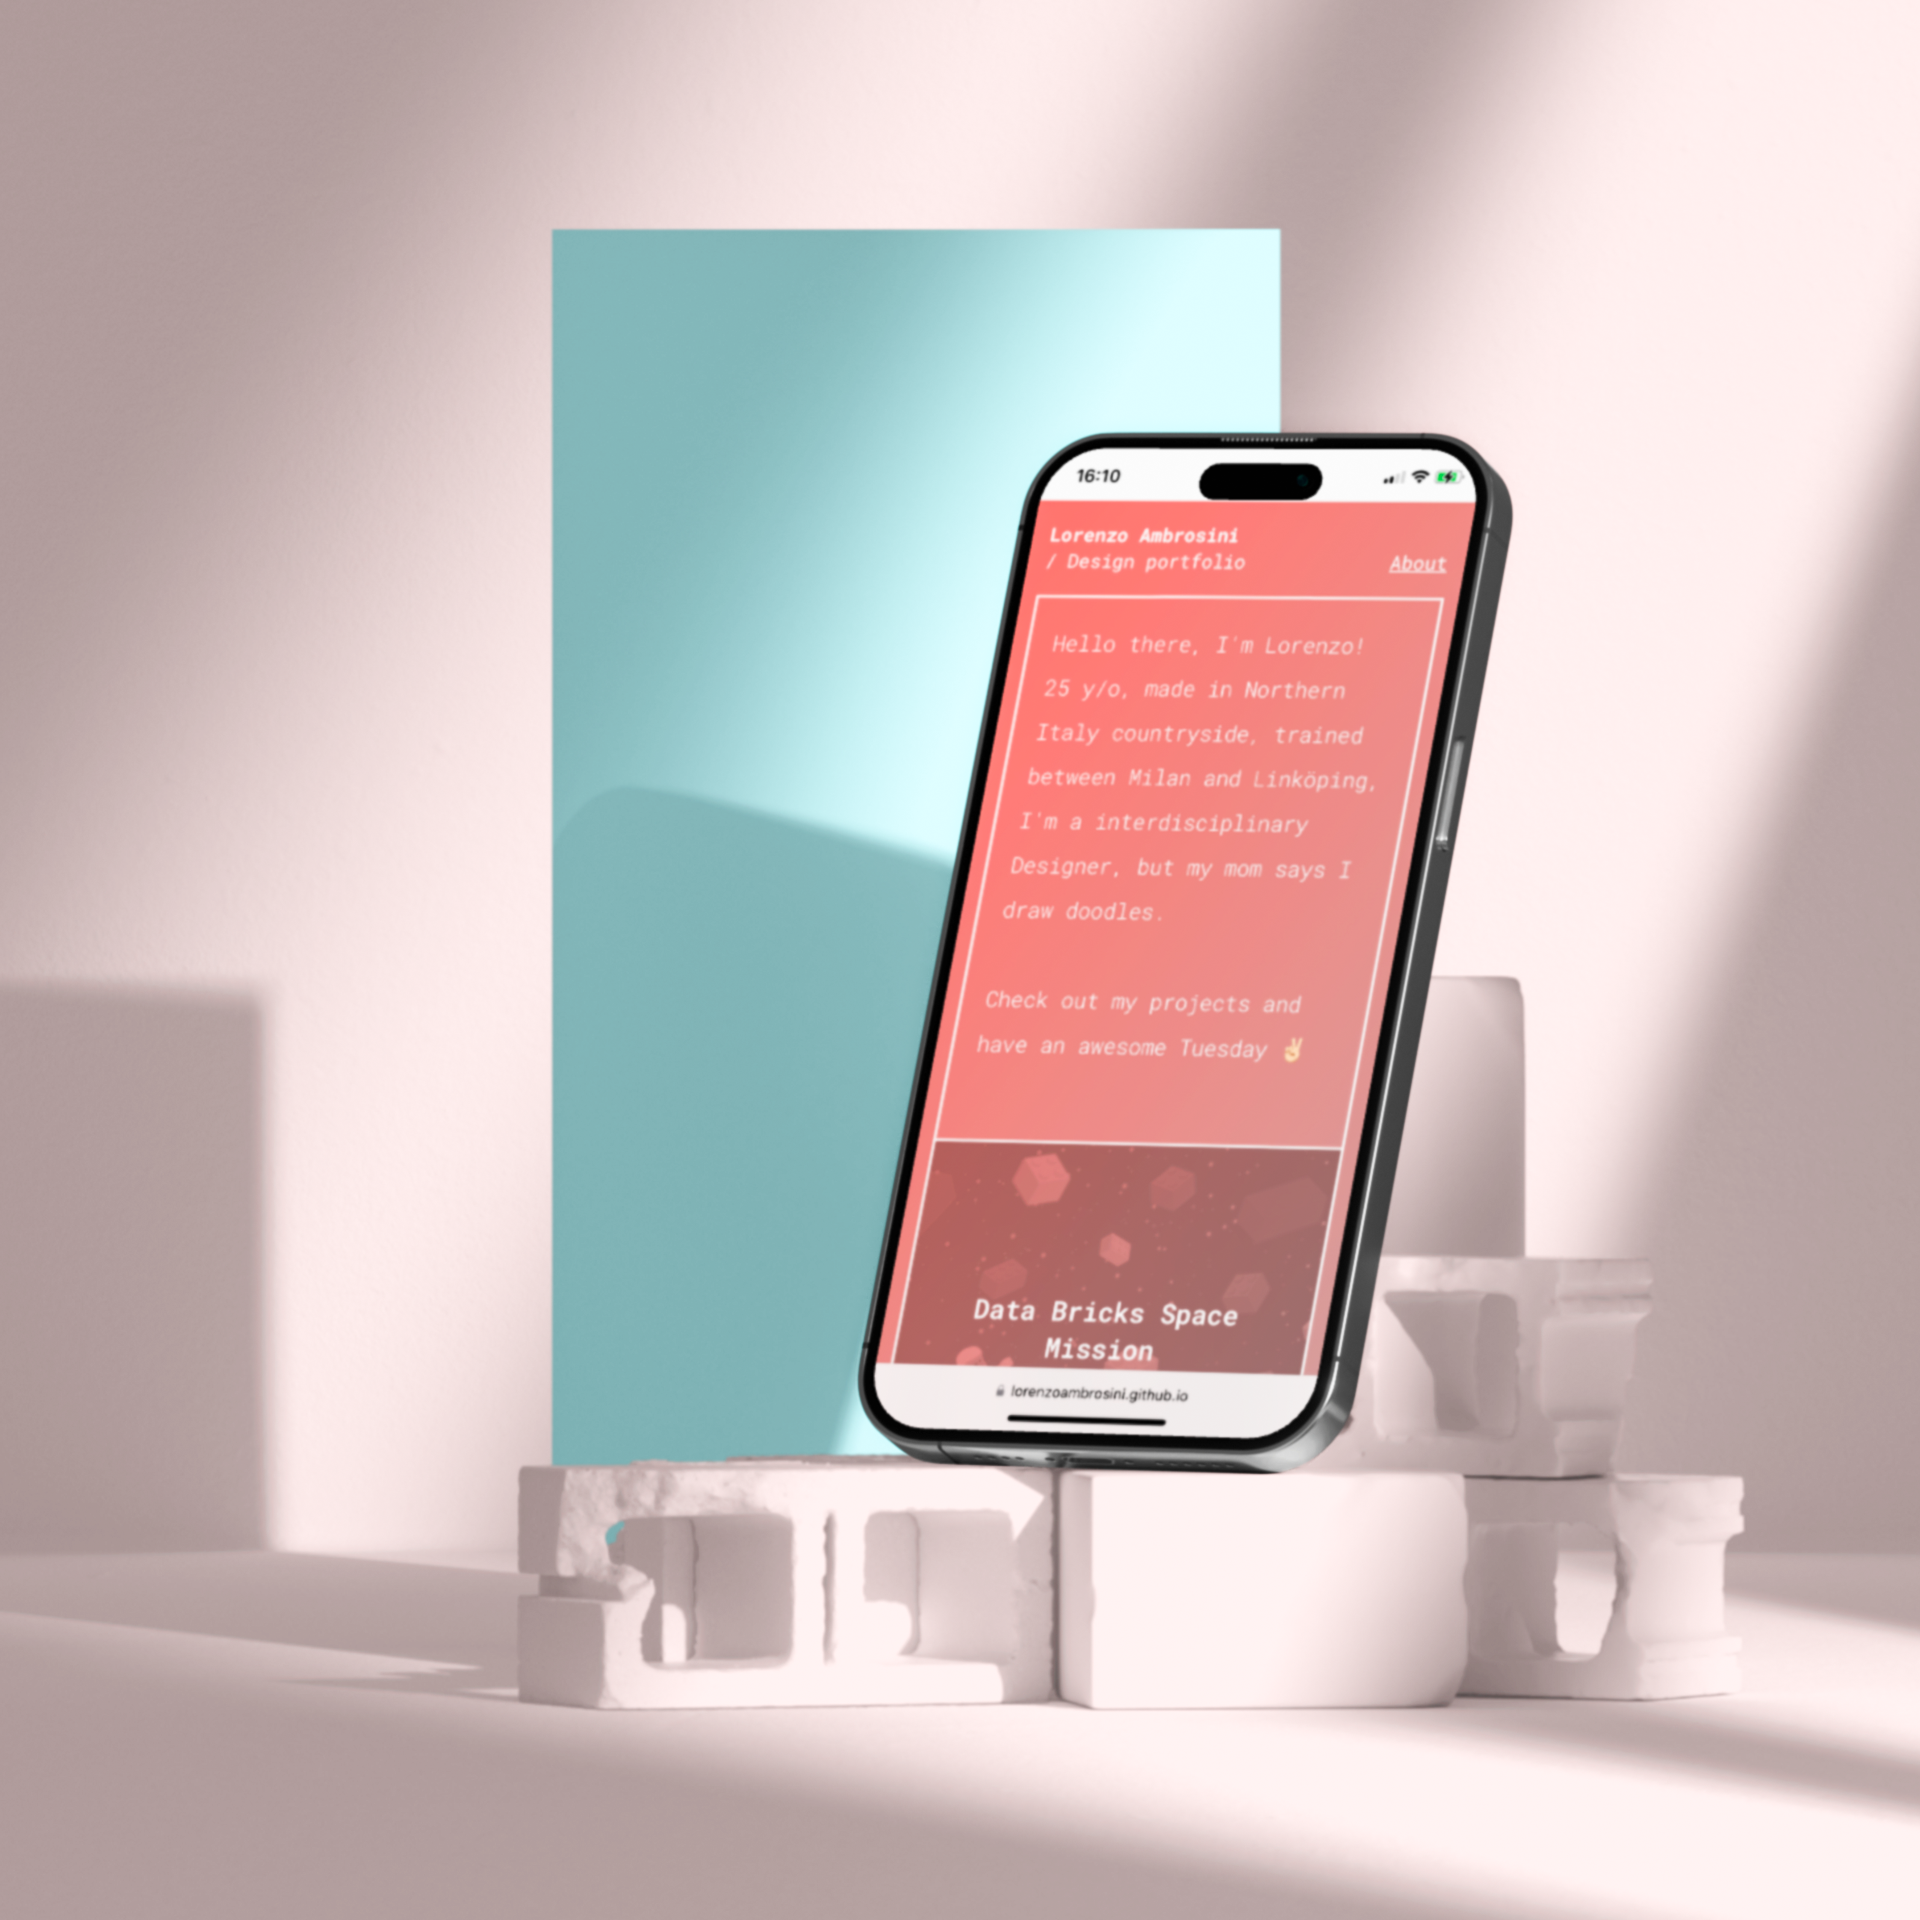 16:10
Lorenzo Ambrosini
/ Design portfolio
About
Hello there, I'm Lorenzo!
25 y/o, made in Northern
Italy countryside, trained
between Milan and Linköping,
I'm a interdisciplinary
Designer, but my mom says I
draw doodles.
Check out my projects and
have an awesome Tuesday ✌️
Data Bricks Space
Mission
lorenzoambrosini.github.io